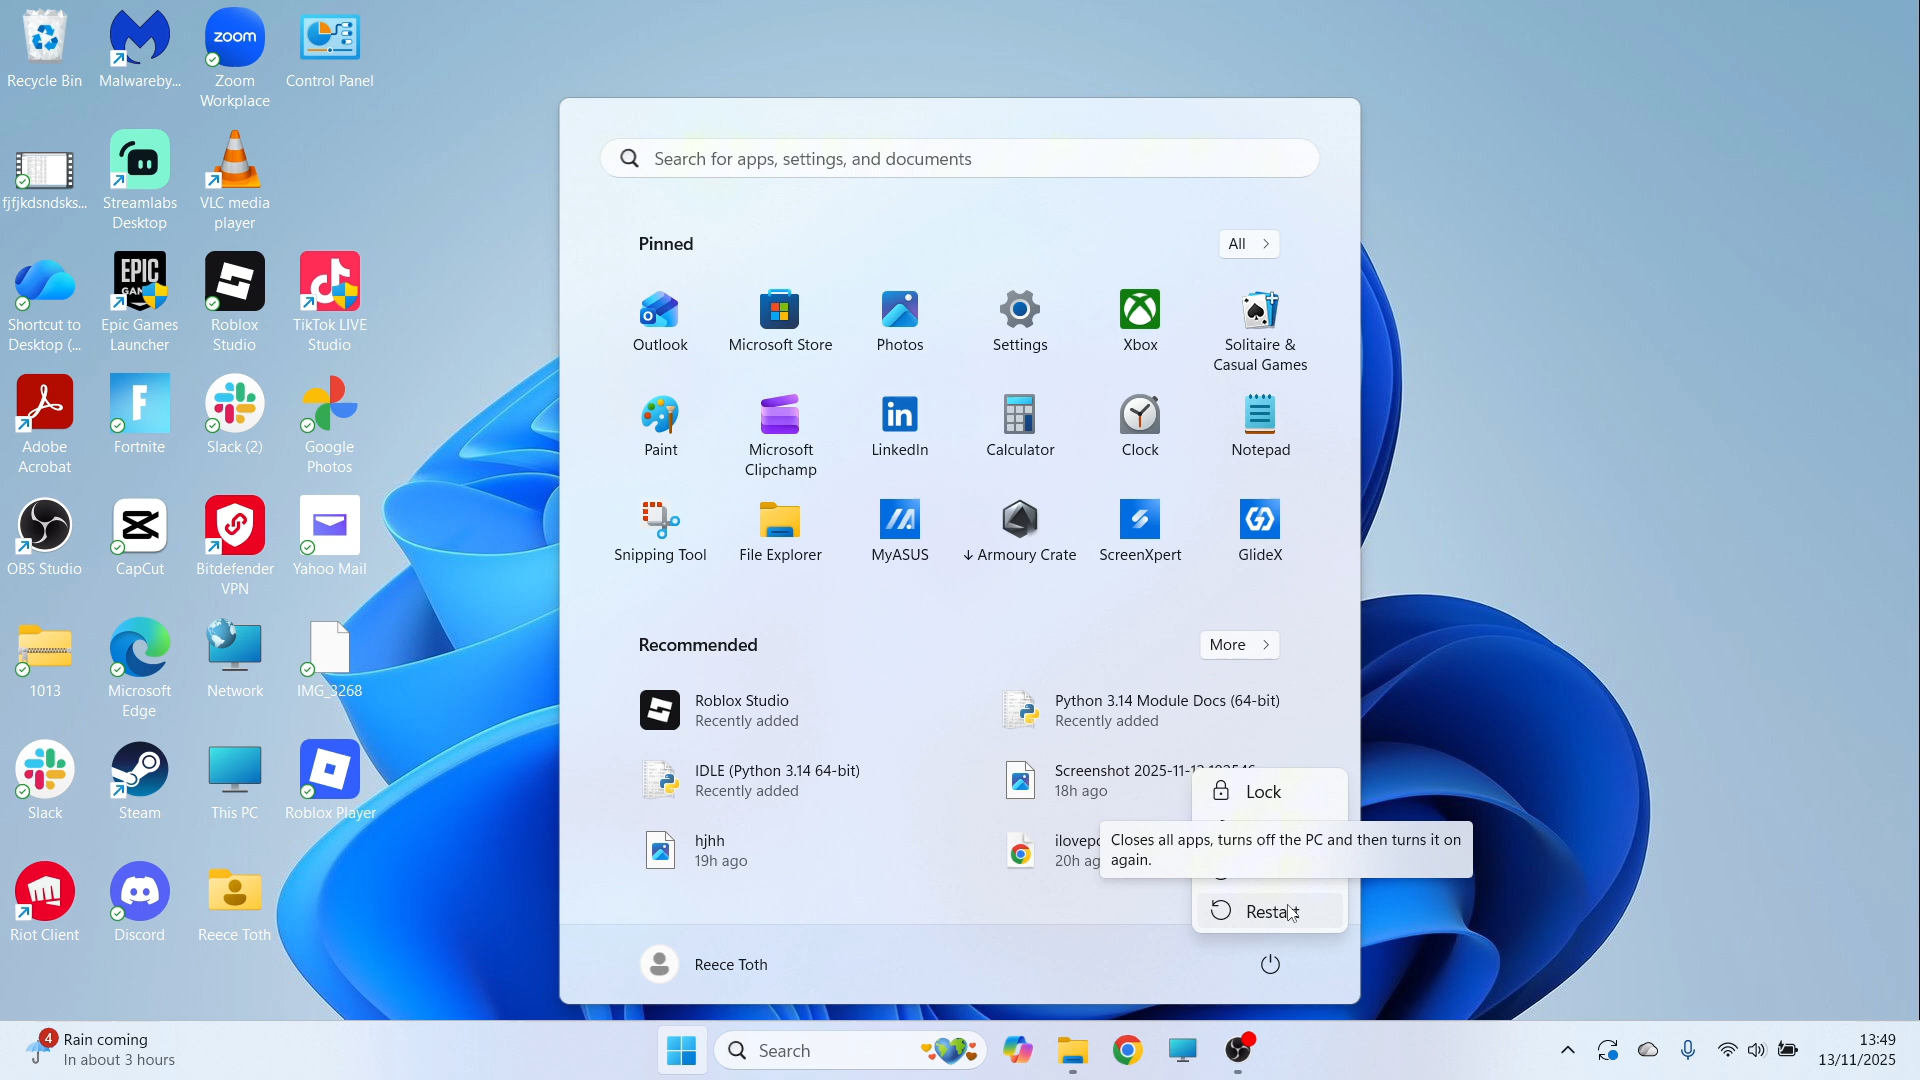 Recycle Bin
Malwareby...
zoom
Zoom
Workplace
Control Panel
fjfjkdsndsks...
Streamlabs
Desktop
VLC media
player
Shortcut to
Desktop (...
EPIC
Epic Games
Launcher
Roblox
Studio
TikTok LIVE
Studio
Adobe
Acrobat
Fortnite
Slack (2)
Google
Photos
OBS Studio
CapCut
Bitdefender
VPN
Yahoo Mail
1013
Microsoft
Edge
Network
IMG_3268
Slack
Steam
This PC
Roblox Player
Riot Client
Discord
Reece Toth
Search for apps, settings, and documents
Pinned
All
Outlook
Microsoft Store
Photos
Settings
Xbox
Solitaire &
Casual Games
Paint
Microsoft
Clipchamp
LinkedIn
Calculator
Clock
Notepad
Snipping Tool
File Explorer
MyASUS
Armoury Crate
ScreenXpert
GlideX
Recommended
More
Roblox Studio
Recently added
Python 3.14 Module Docs (64-bit)
Recently added
IDLE (Python 3.14 64-bit)
Recently added
Screenshot
18h ago
hjhh
19h ago
20h ag
Lock
Closes all apps, turns off the PC and then turns it on
again.
Restart
Reece Toth
4
Rain coming
In about 3 hours
Search
13:49
13/11/2025